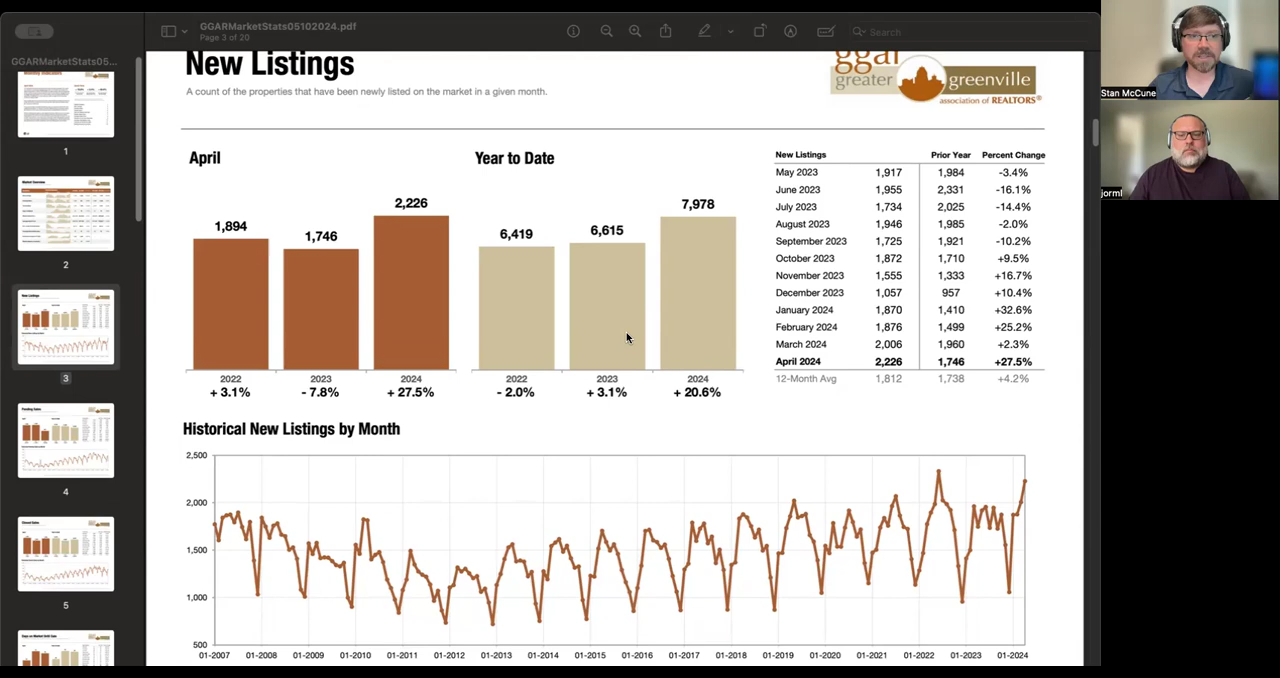 GGARMarketStats05102024.pdf
Page 3 of 20
Search
GGARMarketStats05...
1
2
3
4
5
New Listings
A count of the properties that have been newly listed on the market in a given month.
ggar
greater greenville
association of REALTORS®
April
1,894
1,746
2,226
2022 2023 2024
+ 3.1% - 7.8% + 27.5%
Year to Date
6,419
6,615
7,978
2022 2023 2024
- 2.0% + 3.1% + 20.6%
New Listings Prior Year Percent Change
May 2023 1,917 1,984 -3.4%
June 2023 1,955 2,331 -16.1%
July 2023 1,734 2,025 -14.4%
August 2023 1,946 1,985 -2.0%
September 2023 1,725 1,921 -10.2%
October 2023 1,872 1,710 +9.5%
November 2023 1,555 1,333 +16.7%
December 2023 1,057 957 +10.4%
January 2024 1,870 1,410 +32.6%
February 2024 1,876 1,499 +25.2%
March 2024 2,006 1,960 +2.3%
April 2024 2,226 1,746 +27.5%
12-Month Avg 1,812 1,738 +4.2%
Historical New Listings by Month
2,500
2,000
1,500
1,000
500
01-2007 01-2008 01-2009 01-2010 01-2011 01-2012 01-2013 01-2014 01-2015 01-2016 01-2017 01-2018 01-2019 01-2020 01-2021 01-2022 01-2023 01-2024
Stan McCune
jorml